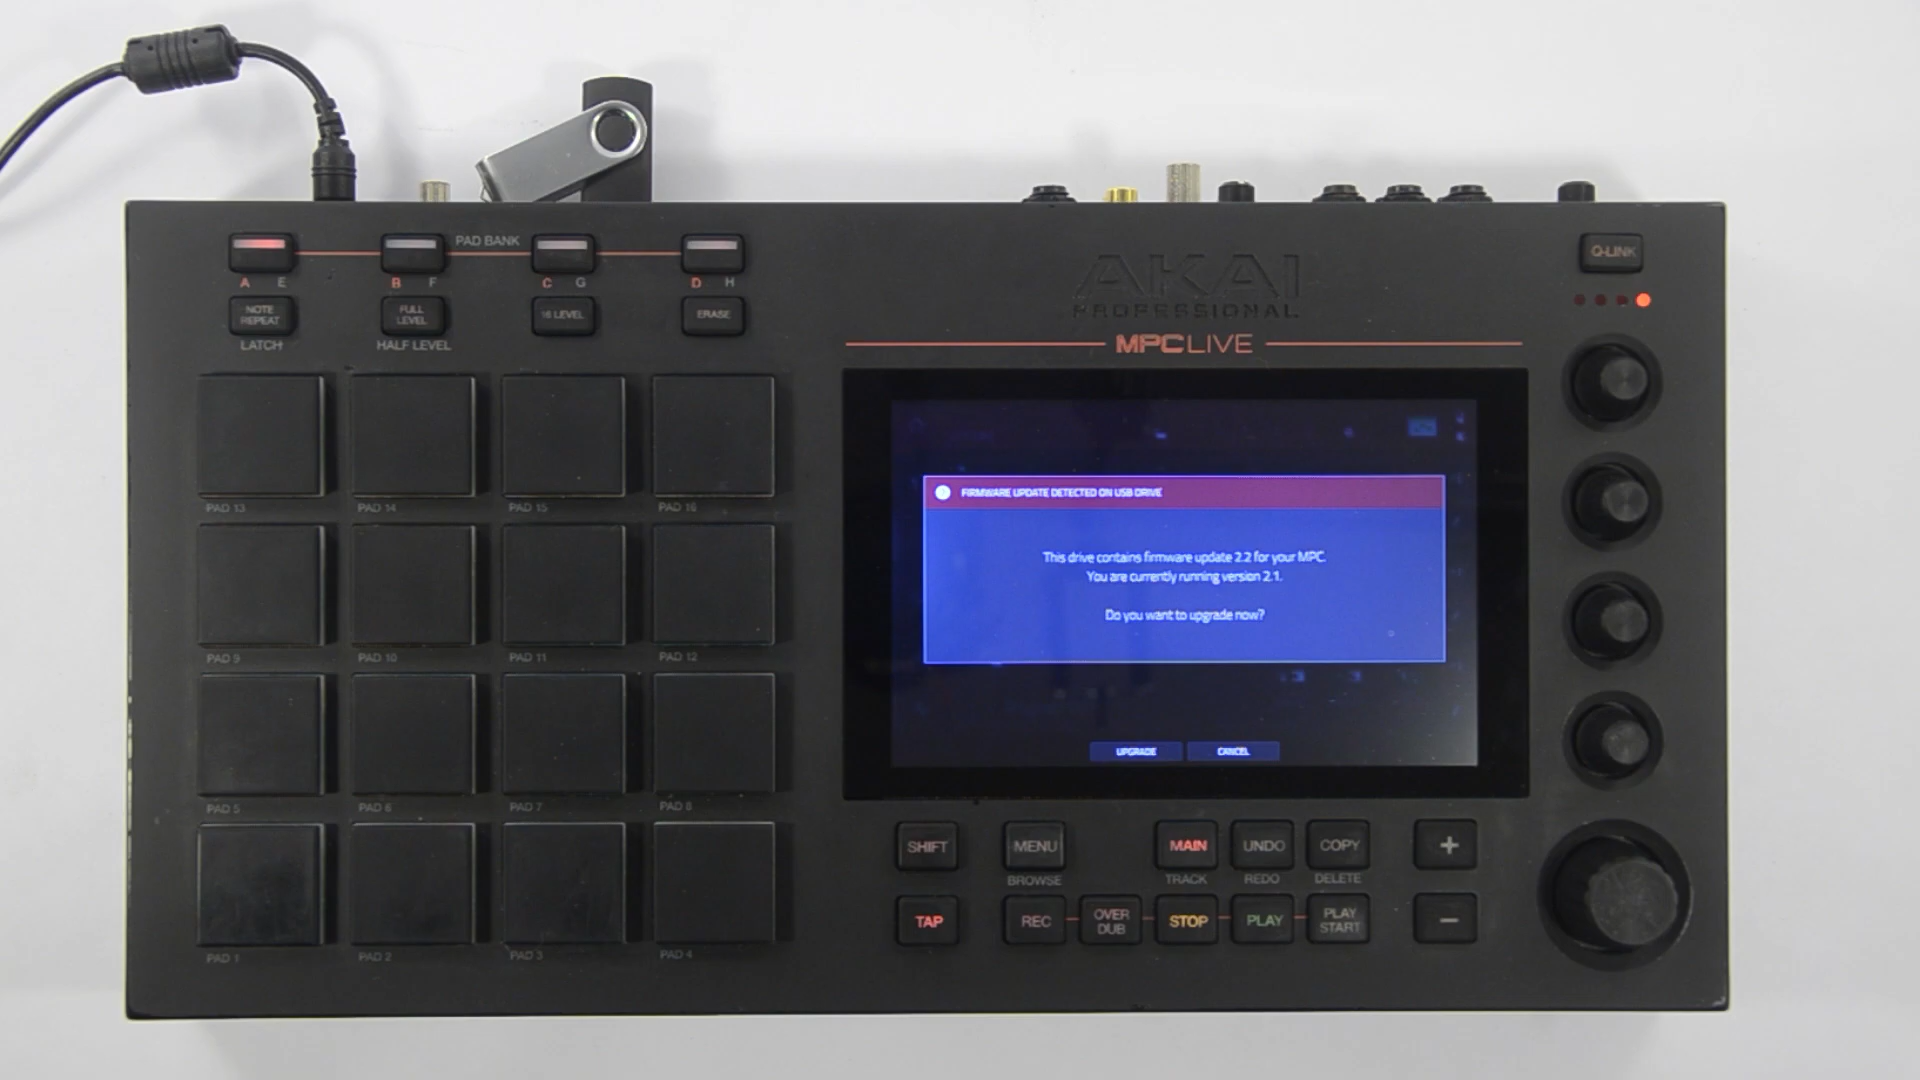 PAD BANK
A E B F C G D H
NOTE REPEAT
FULL LEVEL
16 LEVEL
ERASE
LATCH
HALF LEVEL
PAD 13 PAD 14 PAD 15 PAD 16
PAD 9 PAD 10 PAD 11 PAD 12
PAD 5 PAD 6 PAD 7 PAD 8
PAD 1 PAD 2 PAD 3 PAD 4
AKAI
PROFESSIONAL
MPCLIVE
Q-LINK
FIRMWARE UPDATE DETECTED ON USB DRIVE
This drive contains firmware update 2.2 for your MPC.
You are currently running version 2.1.
Do you want to upgrade now?
UPGRADE CANCEL
SHIFT MENU MAIN UNDO COPY +
BROWSE TRACK REDO DELETE
TAP REC OVER DUB STOP PLAY PLAY START −